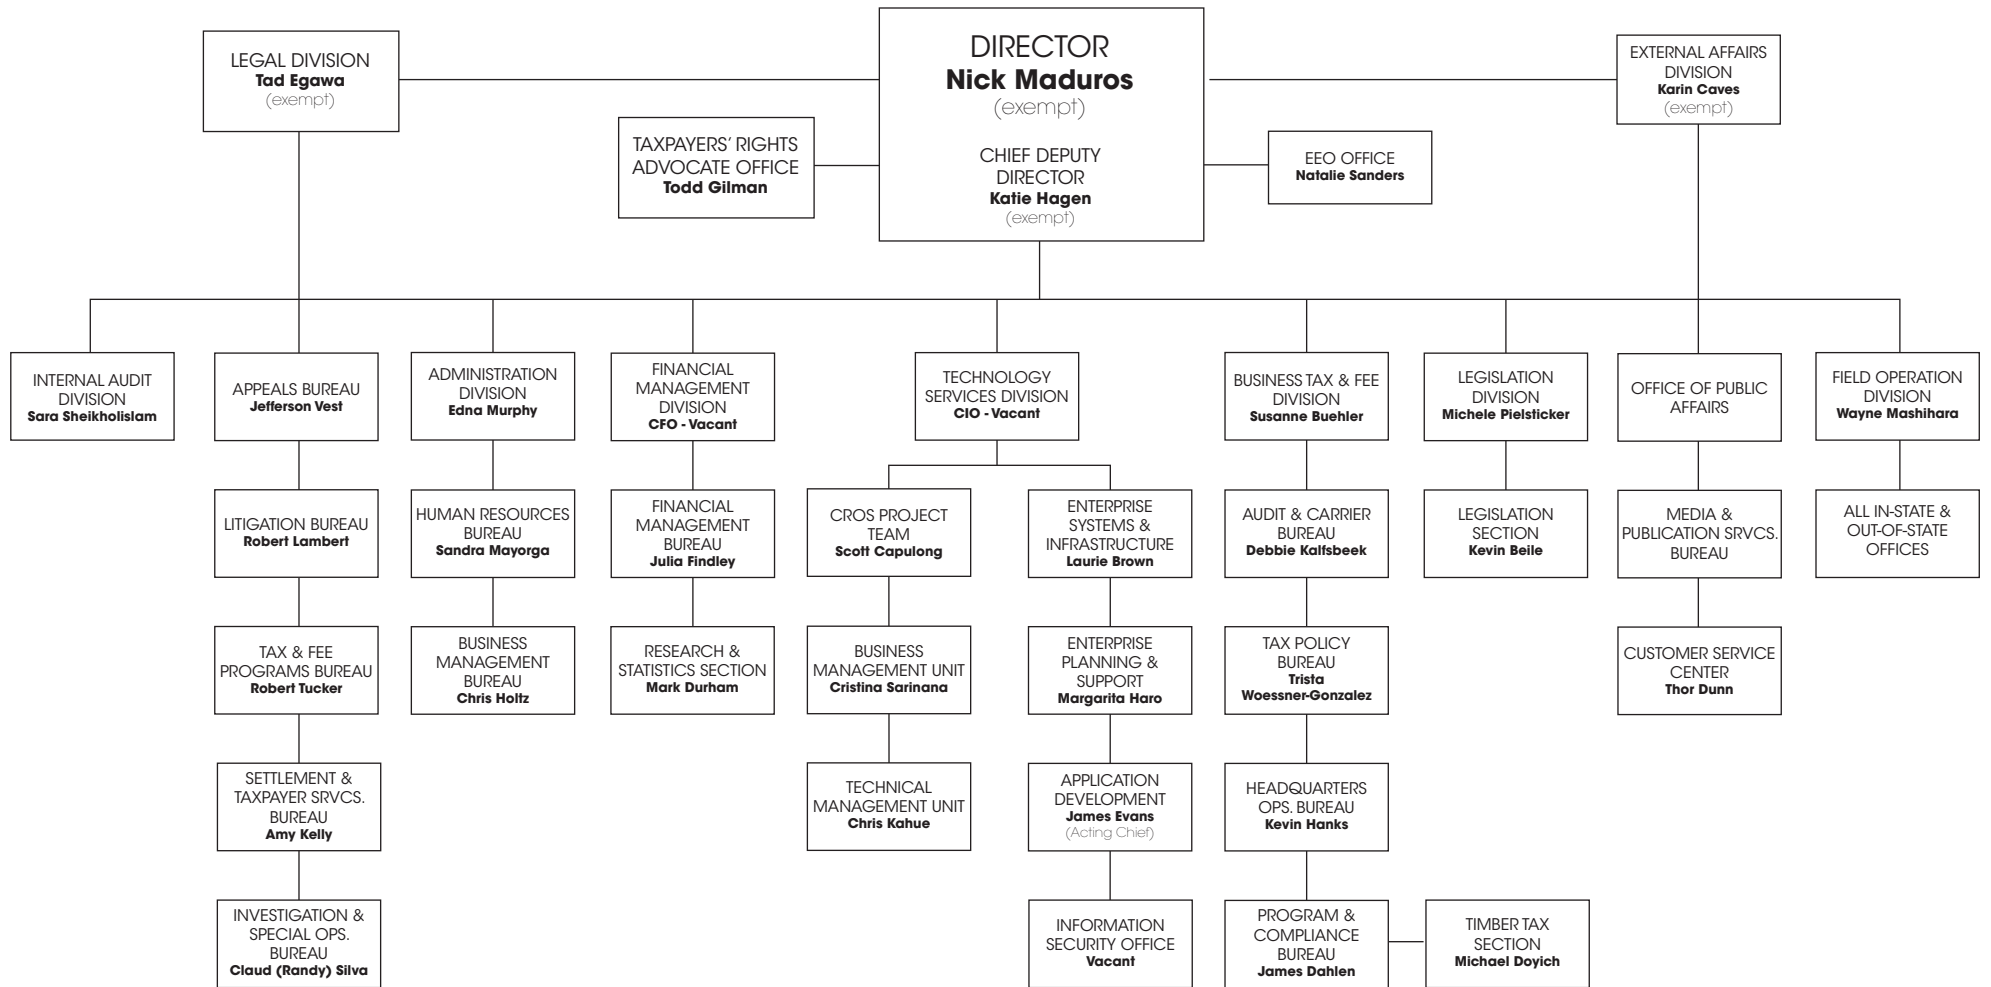 LEGAL DIVISION
Tad Egawa
(exempt)
DIRECTOR
Nick Maduros
(exempt)
CHIEF DEPUTY
DIRECTOR
Katie Hagen
(exempt)
EXTERNAL AFFAIRS
DIVISION
Karin Caves
(exempt)
TAXPAYERS’ RIGHTS
ADVOCATE OFFICE
Todd Gilman
EEO OFFICE
Natalie Sanders
INTERNAL AUDIT
DIVISION
Sara Sheikholislam
APPEALS BUREAU
Jefferson Vest
ADMINISTRATION
DIVISION
Edna Murphy
FINANCIAL
MANAGEMENT
DIVISION
CFO - Vacant
TECHNOLOGY
SERVICES DIVISION
CIO - Vacant
BUSINESS TAX & FEE
DIVISION
Susanne Buehler
LEGISLATION
DIVISION
Michele Pielsticker
OFFICE OF PUBLIC
AFFAIRS
FIELD OPERATION
DIVISION
Wayne Mashihara
LITIGATION BUREAU
Robert Lambert
HUMAN RESOURCES
BUREAU
Sandra Mayorga
FINANCIAL
MANAGEMENT
BUREAU
Julia Findley
CROS PROJECT
TEAM
Scott Capulong
ENTERPRISE
SYSTEMS &
INFRASTRUCTURE
Laurie Brown
AUDIT & CARRIER
BUREAU
Debbie Kalfsbeek
LEGISLATION
SECTION
Kevin Beile
MEDIA &
PUBLICATION SRVCS.
BUREAU
ALL IN-STATE &
OUT-OF-STATE
OFFICES
TAX & FEE
PROGRAMS BUREAU
Robert Tucker
BUSINESS
MANAGEMENT
BUREAU
Chris Holtz
RESEARCH &
STATISTICS SECTION
Mark Durham
BUSINESS
MANAGEMENT UNIT
Cristina Sarinana
ENTERPRISE
PLANNING &
SUPPORT
Margarita Haro
TAX POLICY
BUREAU
Trista
Woessner-Gonzalez
CUSTOMER SERVICE
CENTER
Thor Dunn
SETTLEMENT &
TAXPAYER SRVCS.
BUREAU
Amy Kelly
TECHNICAL
MANAGEMENT UNIT
Chris Kahue
APPLICATION
DEVELOPMENT
James Evans
(Acting Chief)
HEADQUARTERS
OPS. BUREAU
Kevin Hanks
INVESTIGATION &
SPECIAL OPS.
BUREAU
Claud (Randy) Silva
INFORMATION
SECURITY OFFICE
Vacant
PROGRAM &
COMPLIANCE
BUREAU
James Dahlen
TIMBER TAX
SECTION
Michael Doyich